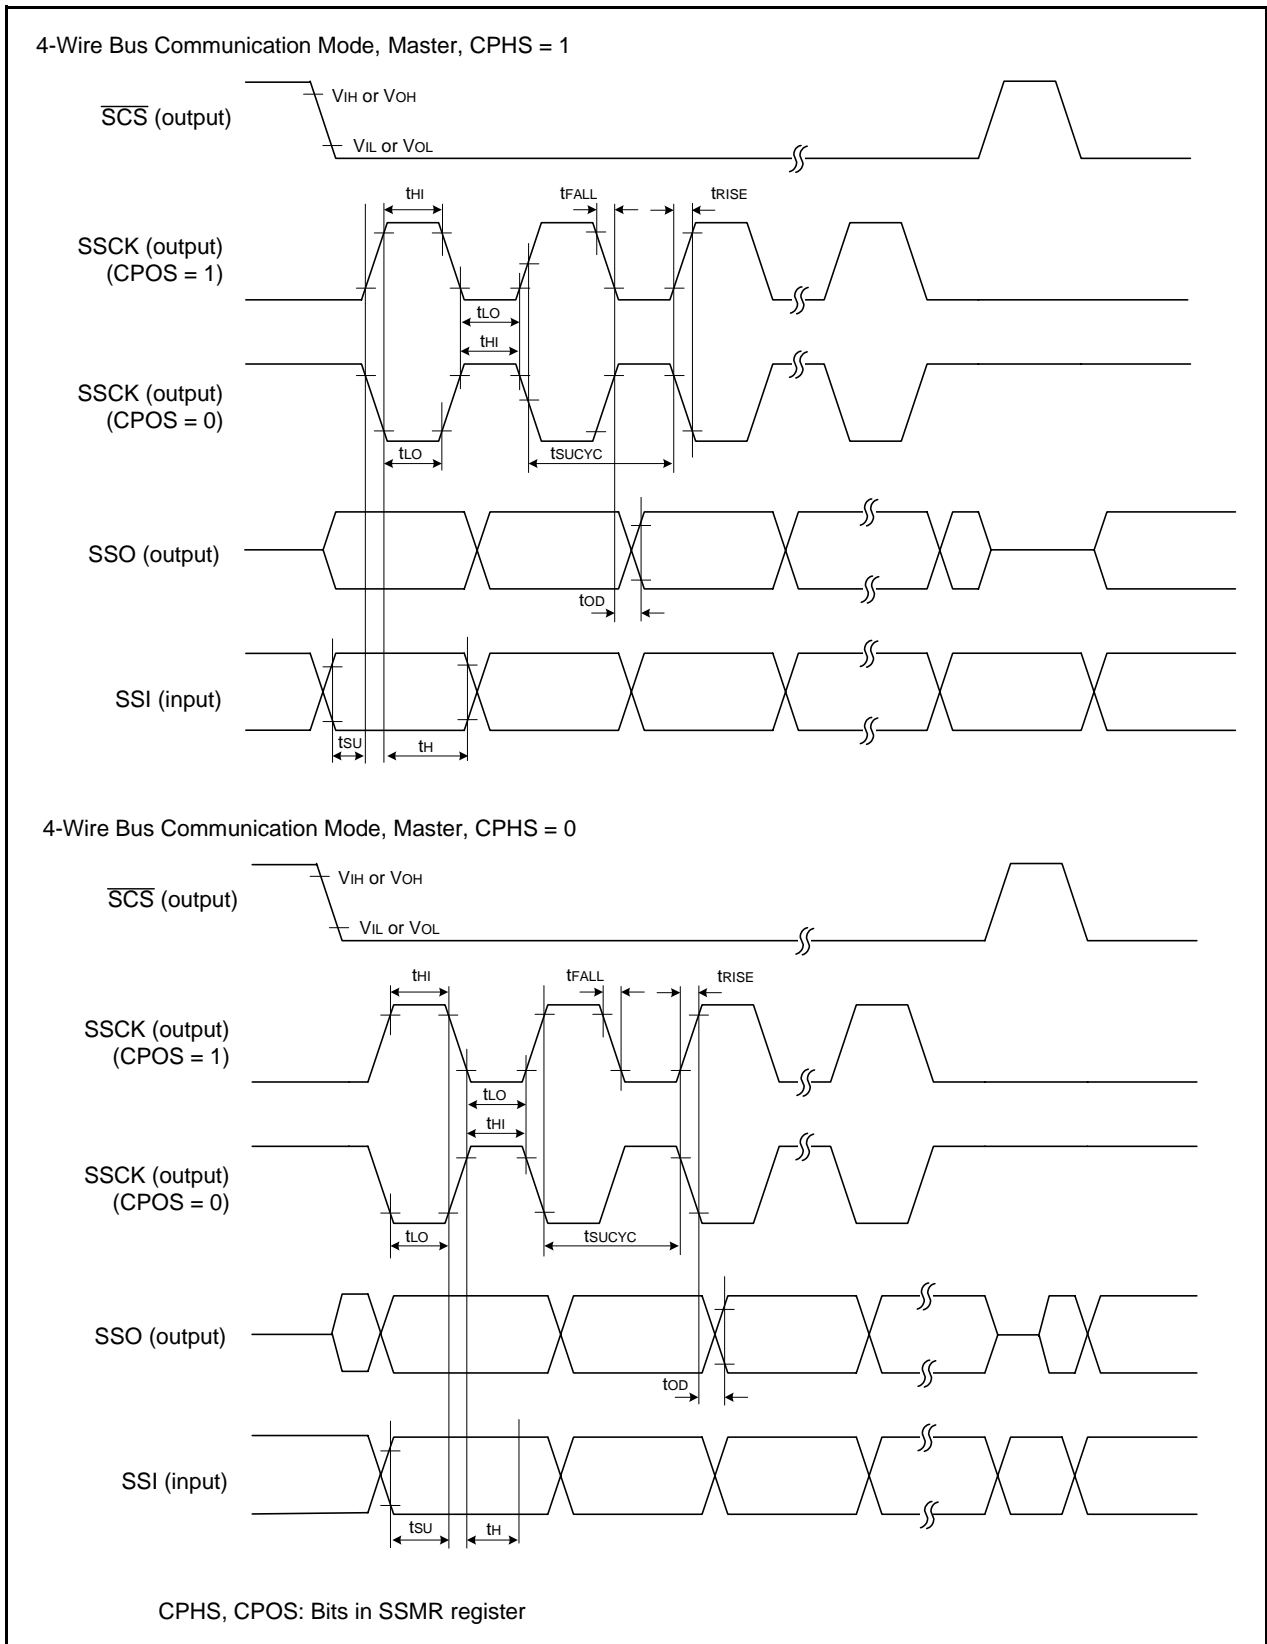 4-Wire Bus Communication Mode, Master, CPHS = 1
VIH or VOH
SCS (output)
VIL or VOL
tHI
tFALL
tRISE
SSCK (output)
(CPOS = 1)
tLO
tHI
SSCK (output)
(CPOS = 0)
tLO
tSUCYC
SSO (output)
tOD
SSI (input)
tSU
tH
4-Wire Bus Communication Mode, Master, CPHS = 0
VIH or VOH
SCS (output)
VIL or VOL
tHI
tFALL
tRISE
SSCK (output)
(CPOS = 1)
tLO
tHI
SSCK (output)
(CPOS = 0)
tLO
tSUCYC
SSO (output)
tOD
SSI (input)
tSU
tH
CPHS, CPOS: Bits in SSMR register